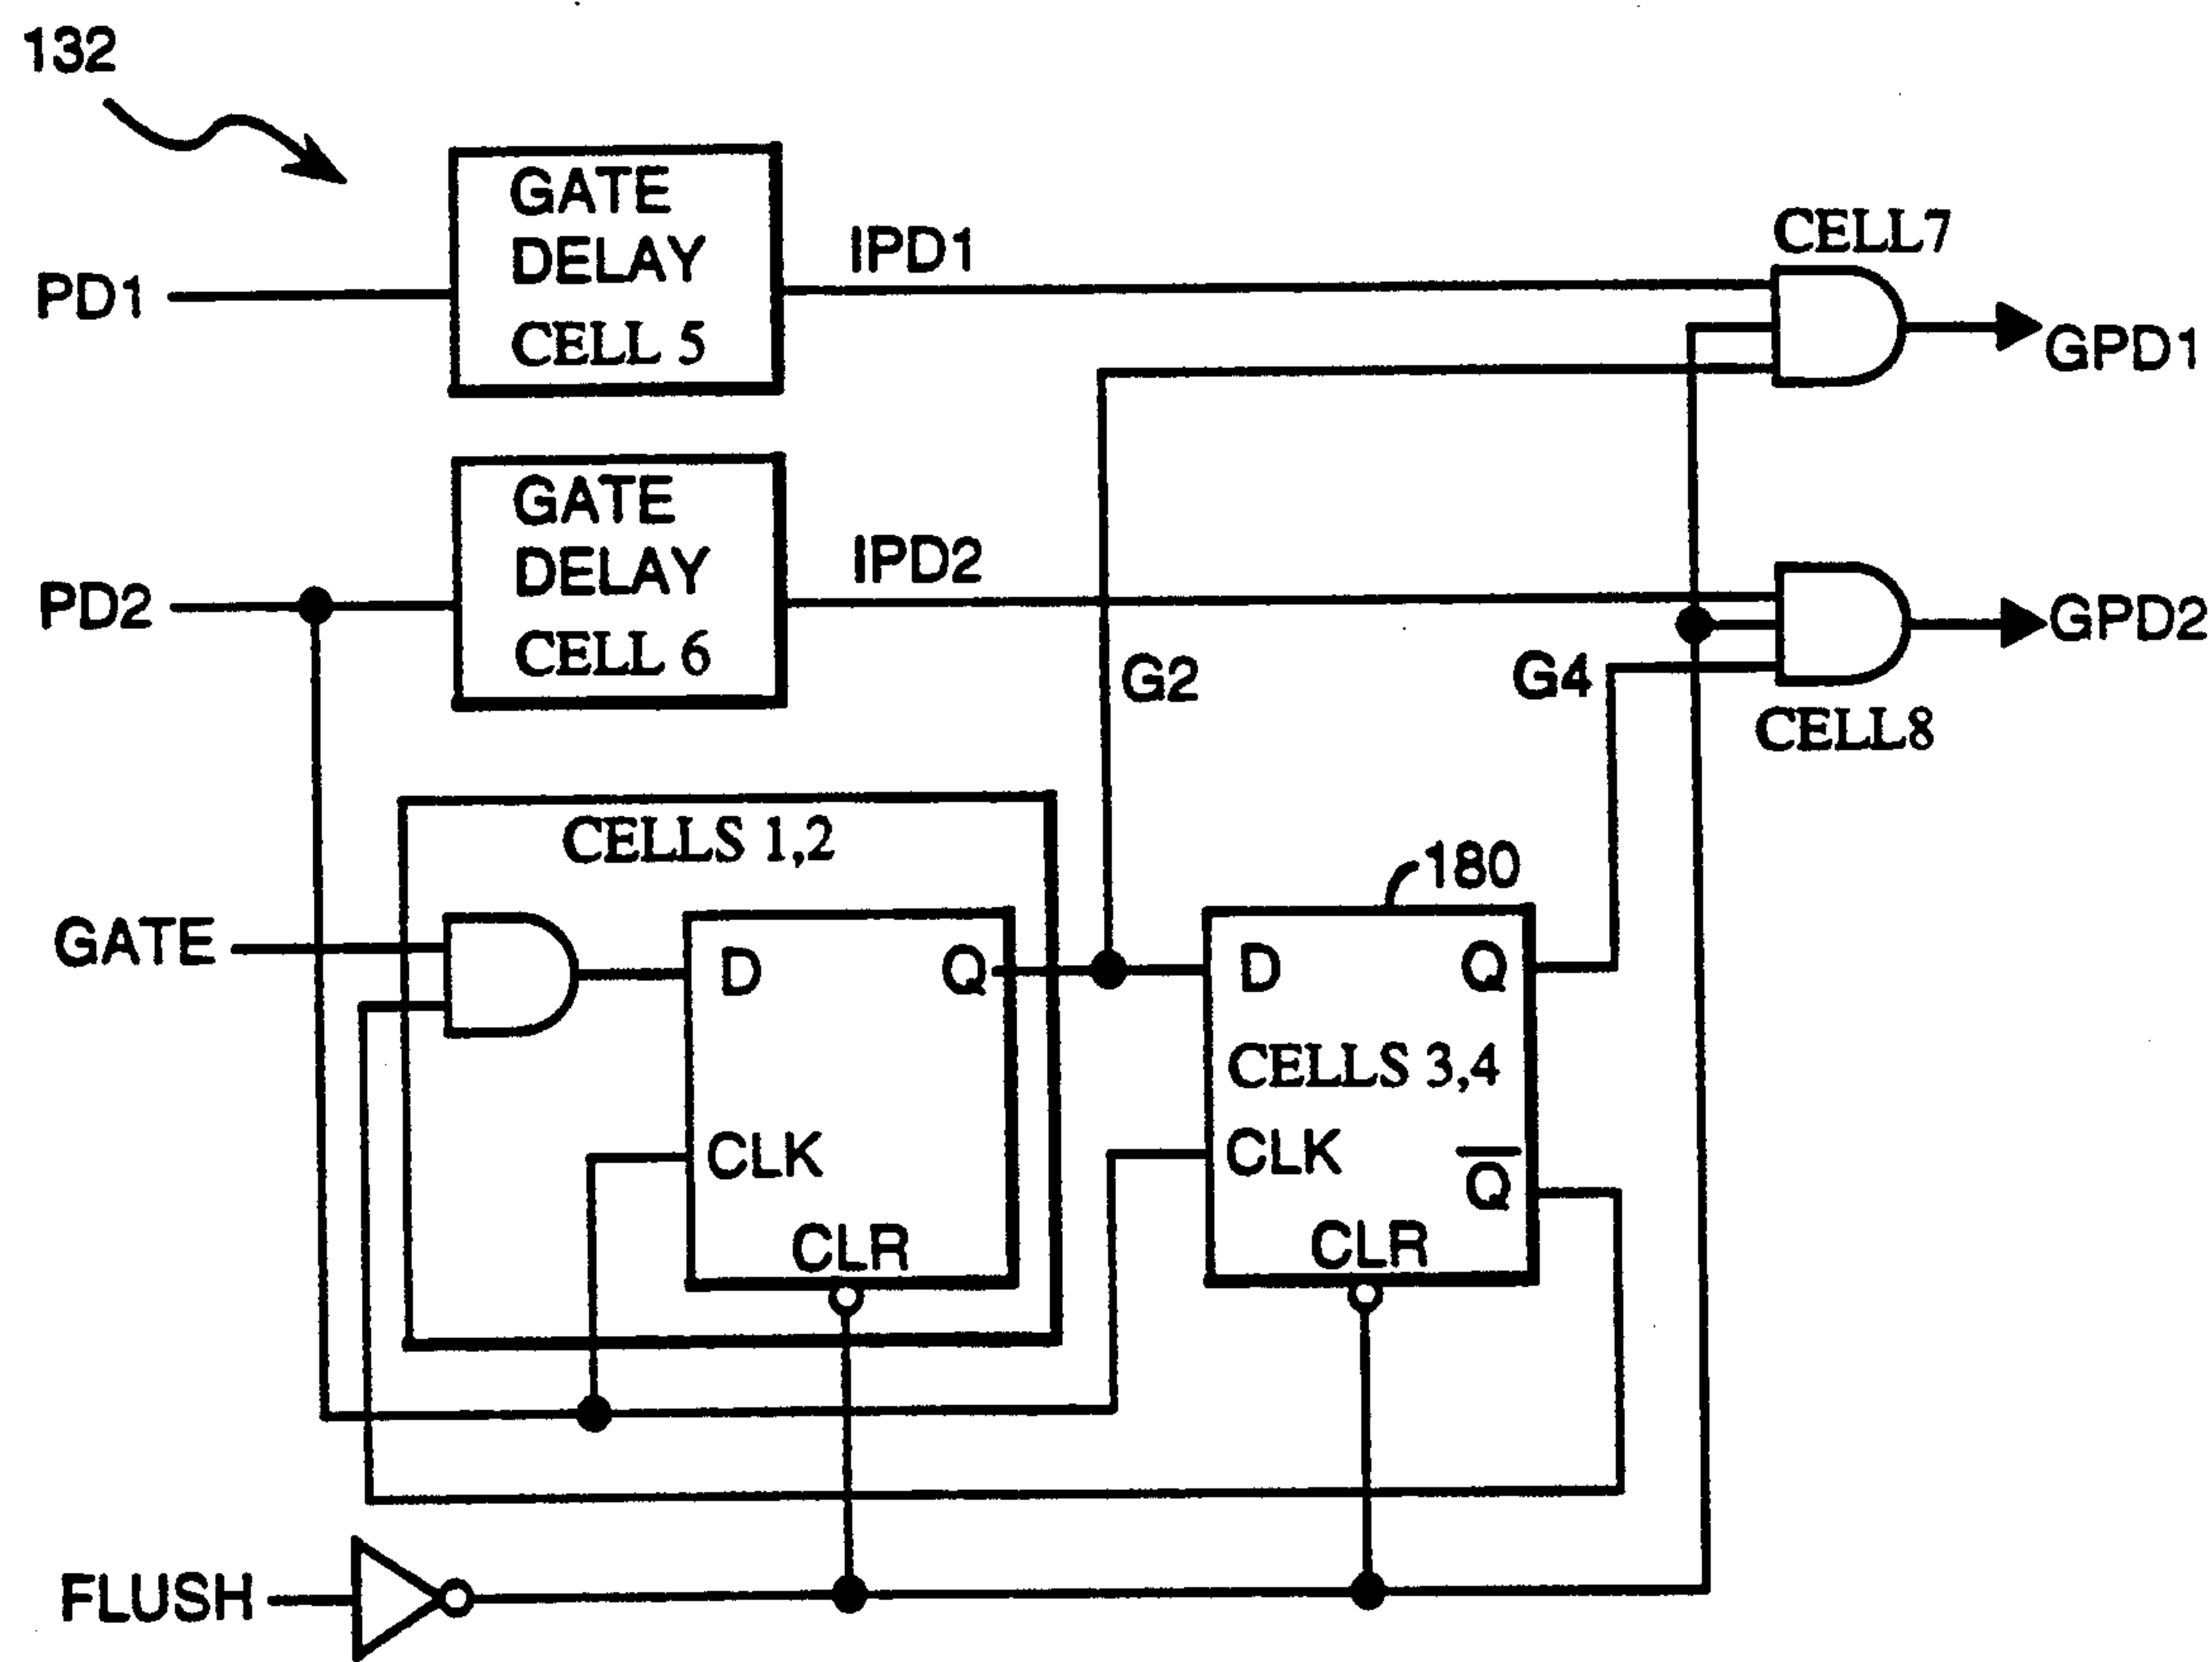 132
GATE
DELAY
CELL 5
PD1
IPD1
CELL7
GPD1
GATE
DELAY
CELL 6
PD2
IPD2
GPD2
G2
G4
CELL8
CELLS 1,2
180
GATE
D
Q
D
Q
CELLS 3,4
CLK
CLK
Q̅
CLR
CLR
FLUSH